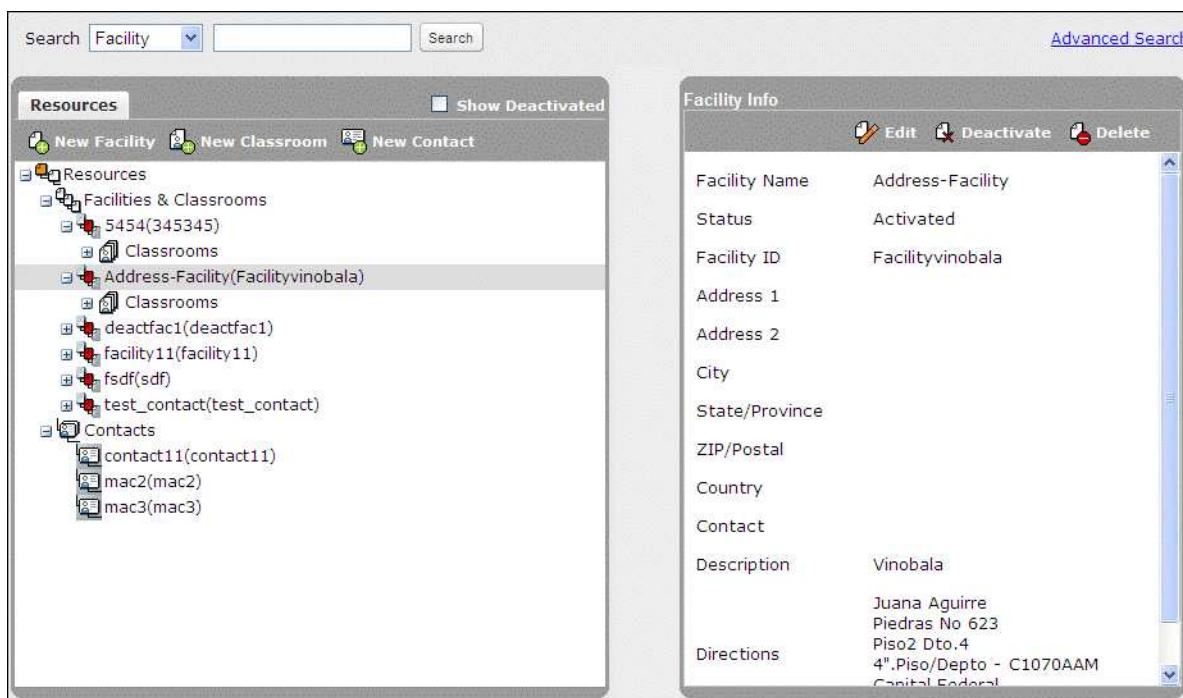 Search Facility Search Advanced Search
Resources Show Deactivated
New Facility New Classroom New Contact
Resources
Facilities & Classrooms
5454(345345)
Classrooms
Address-Facility(Facilityvinobala)
Classrooms
deactfac1(deactfac1)
facility11(facility11)
fsdf(sdf)
test_contact(test_contact)
Contacts
contact11(contact11)
mac2(mac2)
mac3(mac3)
Facility Info
Edit Deactivate Delete
Facility Name Address-Facility
Status Activated
Facility ID Facilityvinobala
Address 1
Address 2
City
State/Province
ZIP/Postal
Country
Contact
Description Vinobala
Juana Aguirre
Piedras No 623
Piso2 Dto.4
Directions 4".Piso/Depto - C1070AAM
Capital Federal